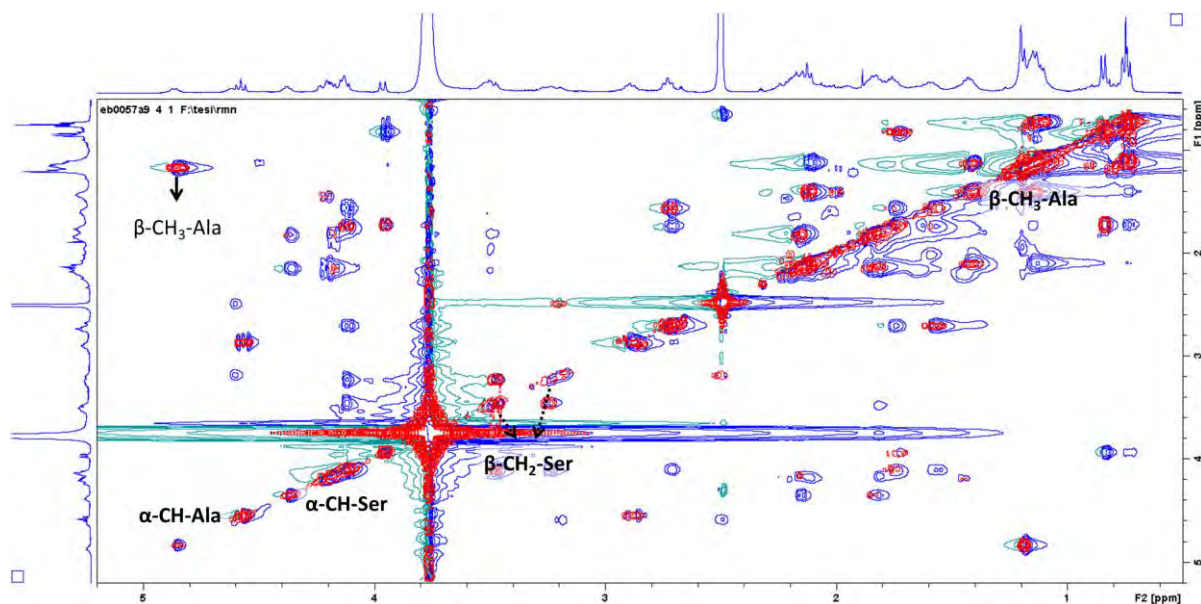 eb0057a9 4 1 F:\tesi\rmn
F1 [ppm]
β-CH3-Ala
β-CH3-Ala
2
3
4
β-CH2-Ser
α-CH-Ser
α-CH-Ala
5
5 4 3 2 1 F2 [ppm]